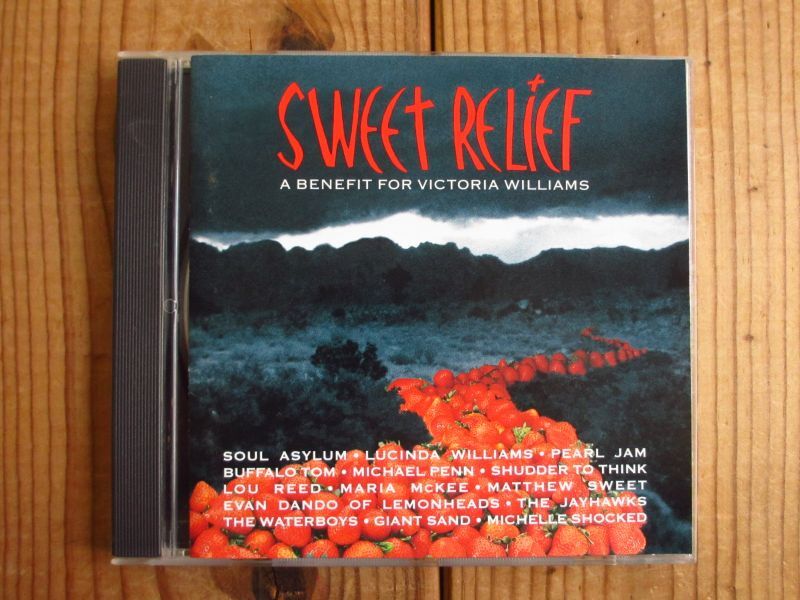 SWEET RELIEF
A BENEFIT FOR VICTORIA WILLIAMS
SOUL ASYLUM • LUCINDA WILLIAMS • PEARL JAM
BUFFALO TOM • MICHAEL PENN • SHUDDER TO THINK
LOU REED • MARIA McKEE • MATTHEW SWEET
EVAN DANDO OF LEMONHEADS • THE JAYHAWKS
THE WATERBOYS • GIANT SAND • MICHELLE SHOCKED